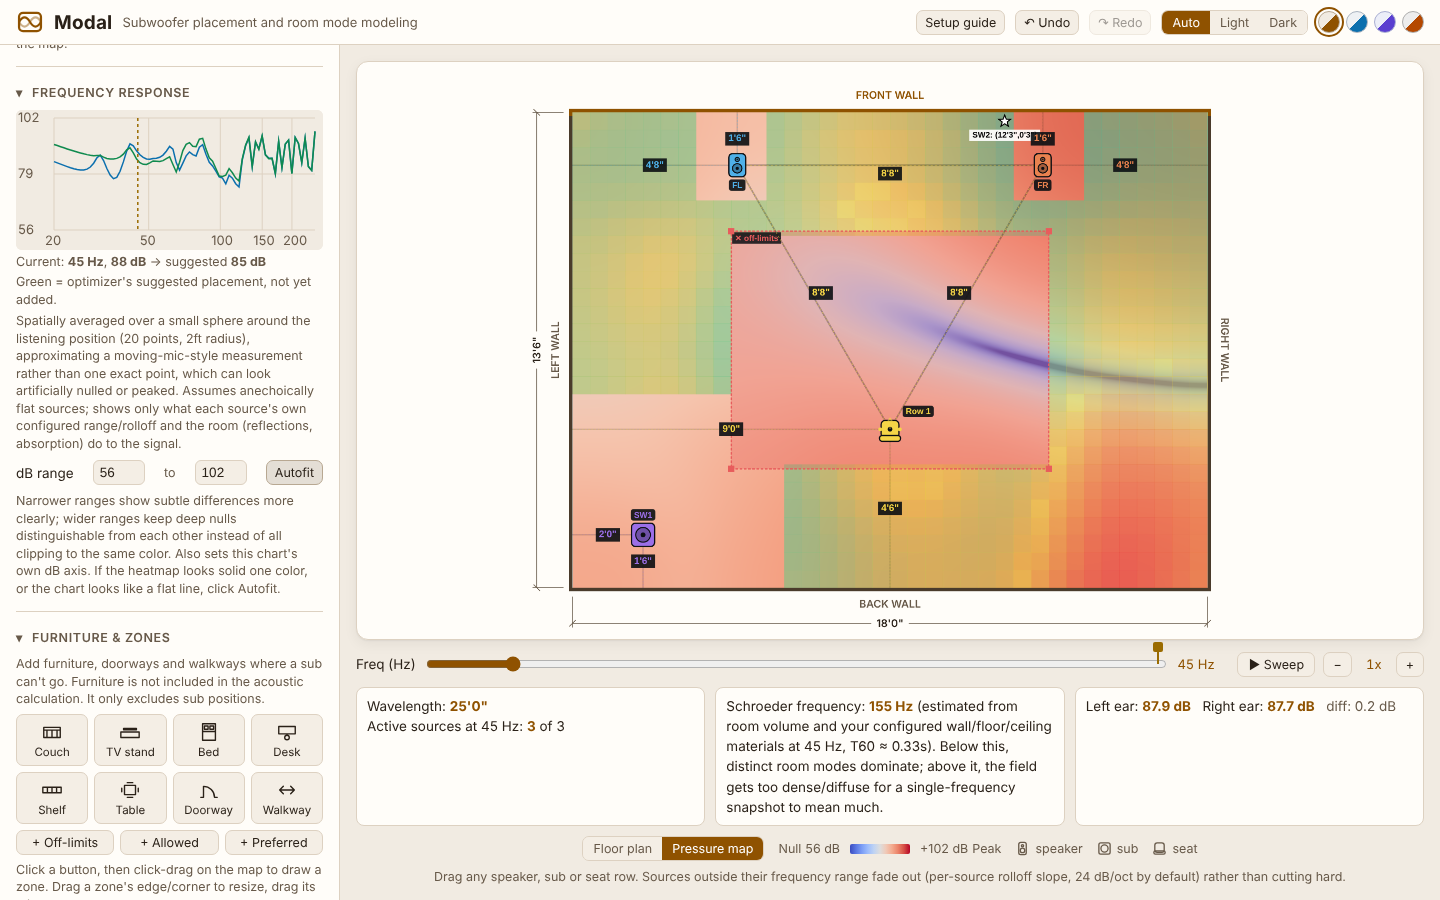 Modal
Subwoofer placement and room mode modeling
Setup guide
↶ Undo
↷ Redo
Auto
Light
Dark
the map.
▼ FREQUENCY RESPONSE
102
79
56
20
50
100
150
200
Current: 45 Hz, 88 dB → suggested 85 dB
Green = optimizer's suggested placement, not yet
added.
Spatially averaged over a small sphere around the
listening position (20 points, 2ft radius),
approximating a moving-mic-style measurement
rather than one exact point, which can look
artificially nulled or peaked. Assumes anechoically
flat sources; shows only what each source's own
configured range/rolloff and the room (reflections,
absorption) do to the signal.
dB range
56
to
102
Autofit
Narrower ranges show subtle differences more
clearly; wider ranges keep deep nulls
distinguishable from each other instead of all
clipping to the same color. Also sets this chart's
own dB axis. If the heatmap looks solid one color,
or the chart looks like a flat line, click Autofit.
▼ FURNITURE & ZONES
Add furniture, doorways and walkways where a sub
can't go. Furniture is not included in the acoustic
calculation. It only excludes sub positions.
Couch
TV stand
Bed
Desk
Shelf
Table
Doorway
Walkway
+ Off-limits
+ Allowed
+ Preferred
Click a button, then click-drag on the map to draw a
zone. Drag a zone's edge/corner to resize, drag its
FRONT WALL
SW2: (12'3",0'3
1'6"
1'6"
4'8"
FL
8'8"
FR
4'8"
✕ off-limits
8'8"
8'8"
13'6"
LEFT WALL
RIGHT WALL
Row 1
9'0"
4'6"
SW1
2'0"
1'6"
BACK WALL
18'0"
Freq (Hz)
45 Hz
▶ Sweep
−
1x
+
Wavelength: 25'0"
Active sources at 45 Hz: 3 of 3
Schroeder frequency: 155 Hz (estimated from
room volume and your configured wall/floor/ceiling
materials at 45 Hz, T60 ≈ 0.33s). Below this,
distinct room modes dominate; above it, the field
gets too dense/diffuse for a single-frequency
snapshot to mean much.
Left ear: 87.9 dB Right ear: 87.7 dB diff: 0.2 dB
Floor plan
Pressure map
Null 56 dB
+102 dB Peak
speaker
sub
seat
Drag any speaker, sub or seat row. Sources outside their frequency range fade out (per-source rolloff slope, 24 dB/oct by default) rather than cutting hard.